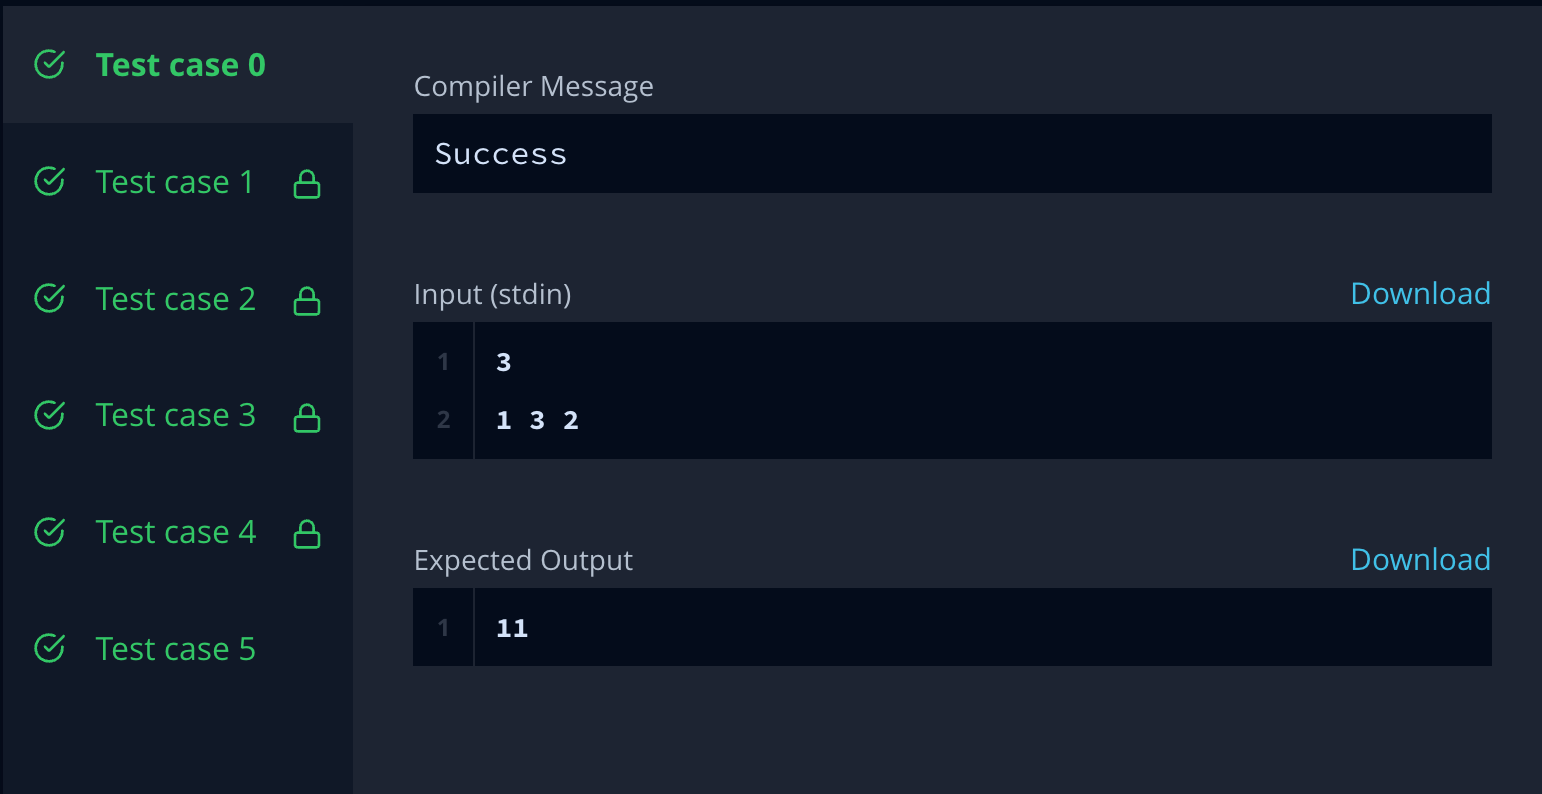 Test case 0
Test case 1
Test case 2
Test case 3
Test case 4
Test case 5
Compiler Message
Success
Input (stdin)
Download
1 3
2 1 3 2
Expected Output
Download
1 11